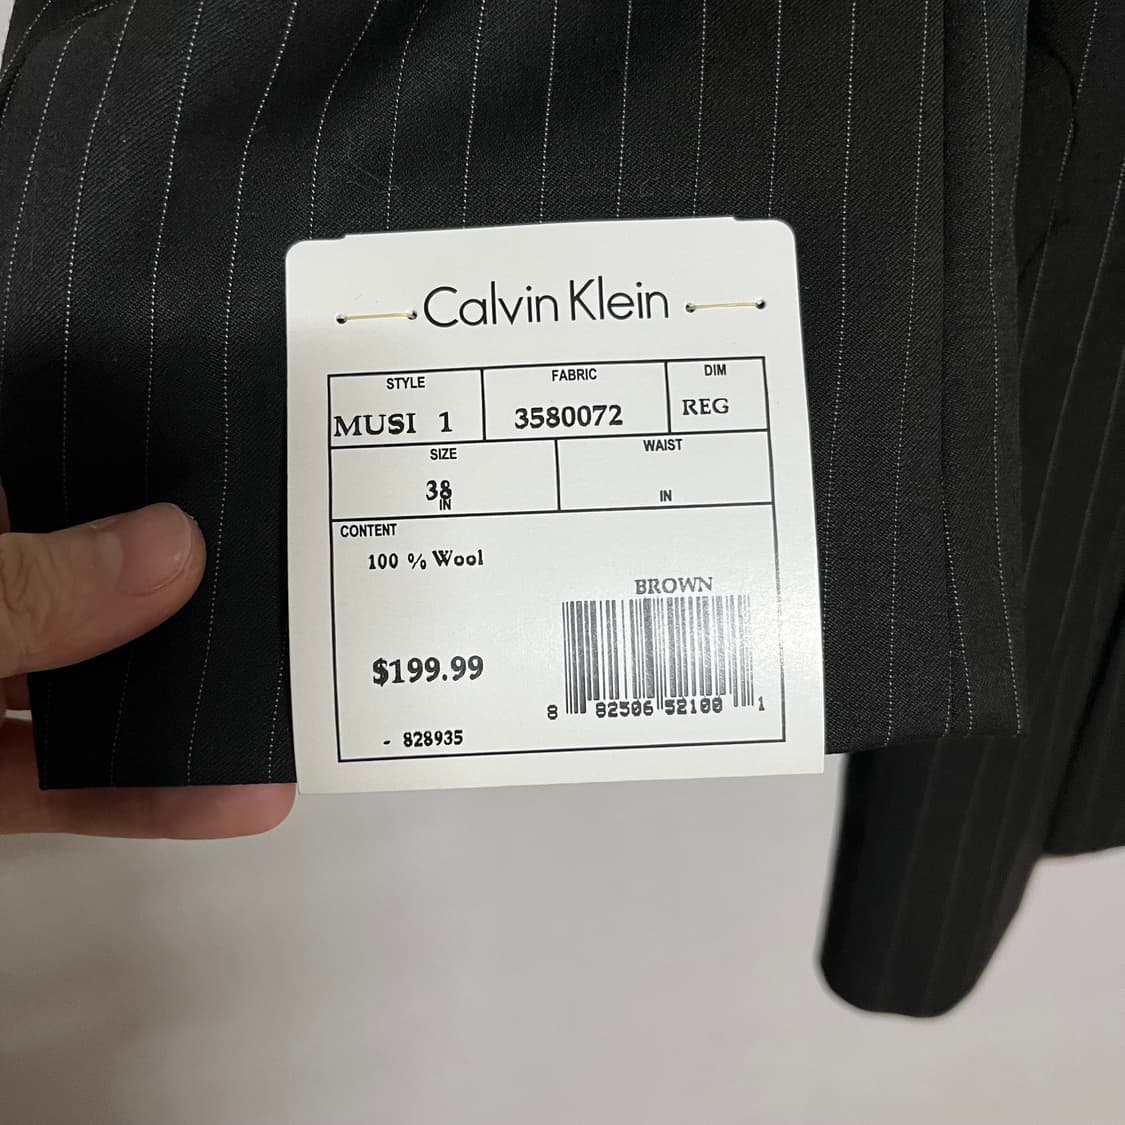 Calvin Klein
STYLE FABRIC DIM
MUSI 1 3580072 REG
SIZE WAIST
38 IN IN
CONTENT
100 % Wool
BROWN
$199.99
8 82506 52100 1
- 828935